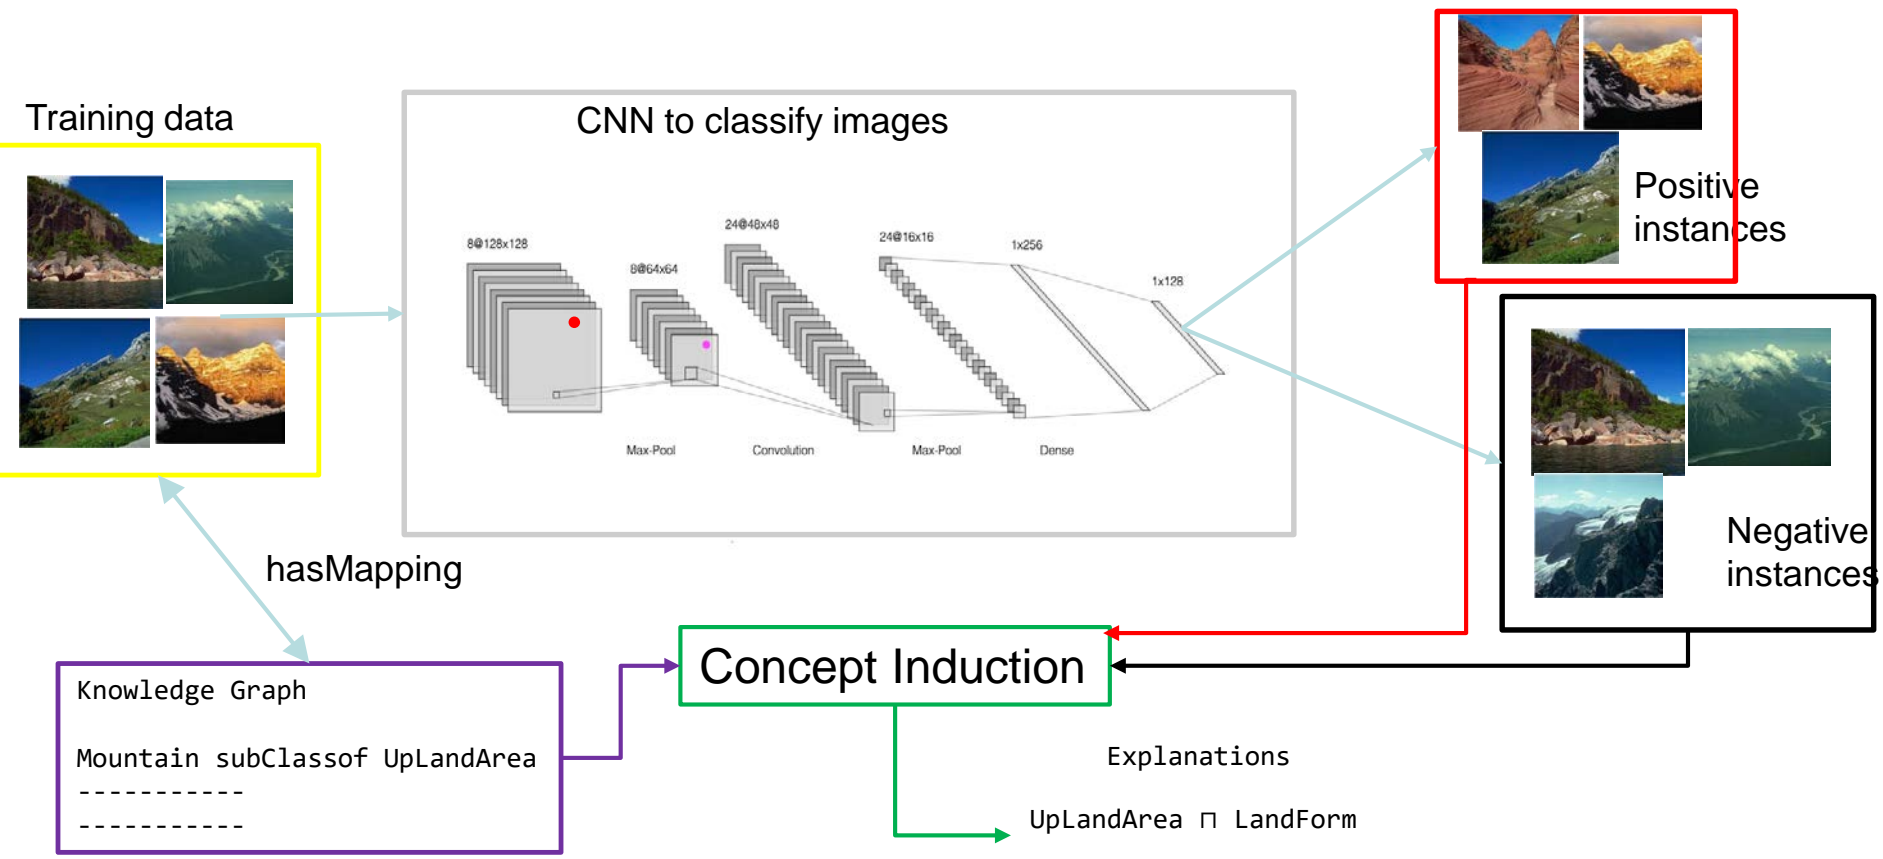 Training data
CNN to classify images
8@128x128
8@64x64
24@48x48
24@16x16
1x256
1x128
Max-Pool
Convolution
Max-Pool
Dense
Positive
instances
Negative
instances
hasMapping
Knowledge Graph
Mountain subClassof UpLandArea
-----------
-----------
Concept Induction
Explanations
UpLandArea ⊓ LandForm